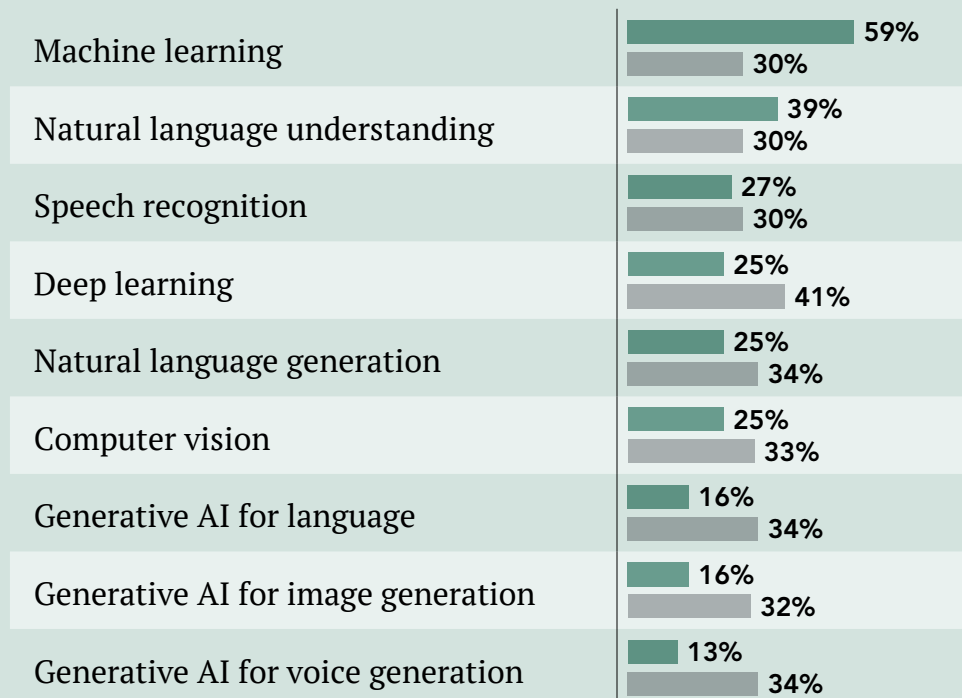 Machine learning
59%
30%
Natural language understanding
39%
30%
Speech recognition
27%
30%
Deep learning
25%
41%
Natural language generation
25%
34%
Computer vision
25%
33%
Generative AI for language
16%
34%
Generative AI for image generation
16%
32%
Generative AI for voice generation
13%
34%